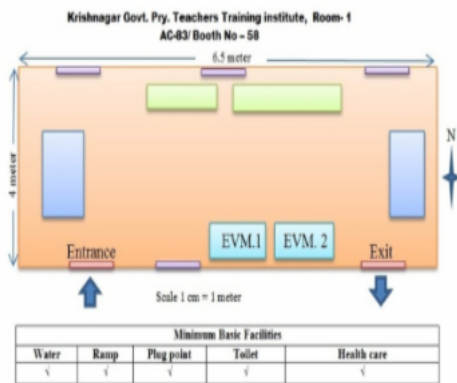 Krishnagar Govt. Pry. Teachers Training institute, Room- 1
AC-83/ Booth No – 58
6.5 meter
4 meter
N
EVM.1
EVM. 2
Entrance
Exit
Scale 1 cm = 1 meter
Minimum Basic Facilities
Water Ramp Plug point Toilet Health care
√ √ √ √ √